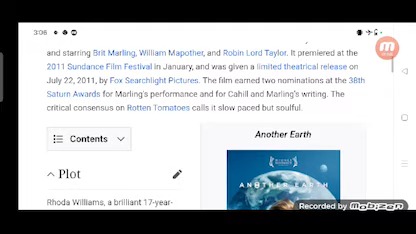 3:06
and starring Brit Marling, William Mapother, and Robin Lord Taylor. It premiered at the
2011 Sundance Film Festival in January, and was given a limited theatrical release on
July 22, 2011, by Fox Searchlight Pictures. The film earned two nominations at the 38th
Saturn Awards for Marling's performance and for Cahill and Marling's writing. The
critical consensus on Rotten Tomatoes calls it slow paced but soulful.
Contents
Another Earth
Plot
ANOTHER EARTH
Rhoda Williams, a brilliant 17-year-
Recorded by Mobizen